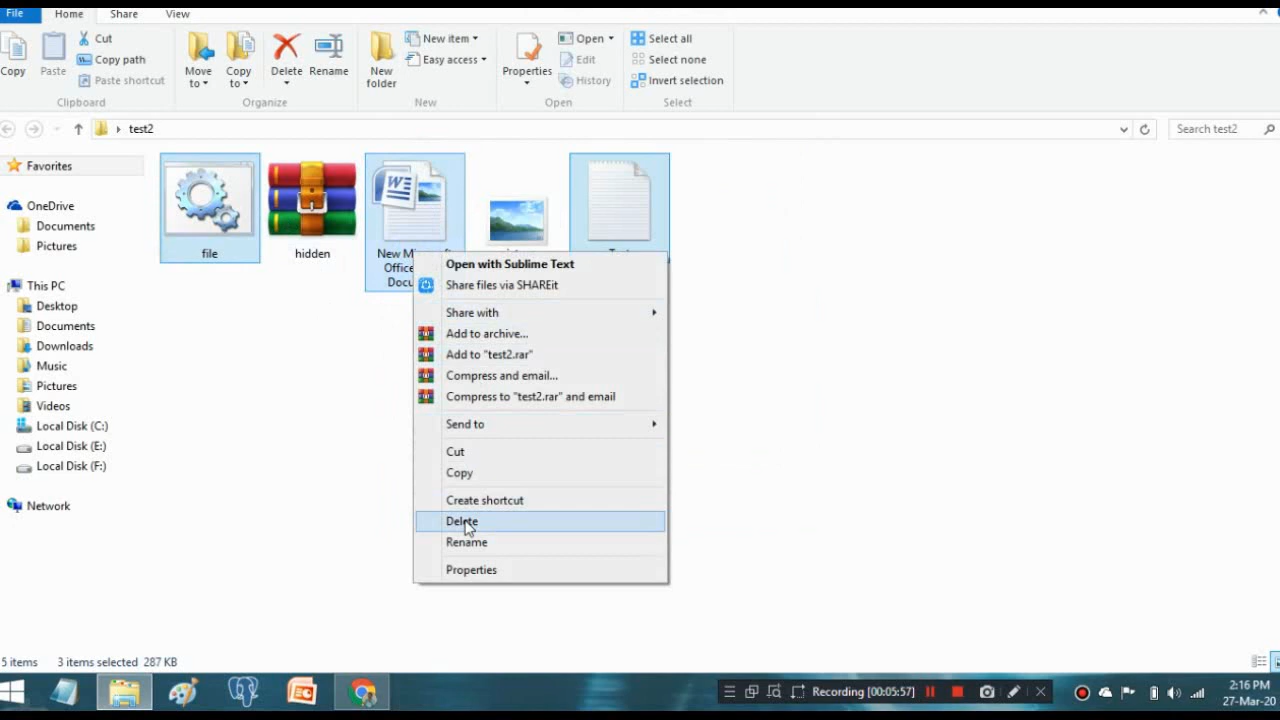 File Home Share View
Cut
Copy path
Paste shortcut
Copy Paste
Clipboard
Move to Copy to Delete Rename
Organize
New folder
New item
Easy access
New
Properties
Open
Edit
History
Open
Select all
Select none
Invert selection
Select
test2
Search test2
Favorites
OneDrive
Documents
Pictures
This PC
Desktop
Documents
Downloads
Music
Pictures
Videos
Local Disk (C:)
Local Disk (E:)
Local Disk (F:)
Network
file
hidden
New
Office
Open with Sublime Text
Share files via SHAREit
Share with
Add to archive...
Add to "test2.rar"
Compress and email...
Compress to "test2.rar" and email
Send to
Cut
Copy
Create shortcut
Delete
Rename
Properties
5 items 3 items selected 287 KB
Recording [00:05:57]
2:16 PM
27-Mar-20